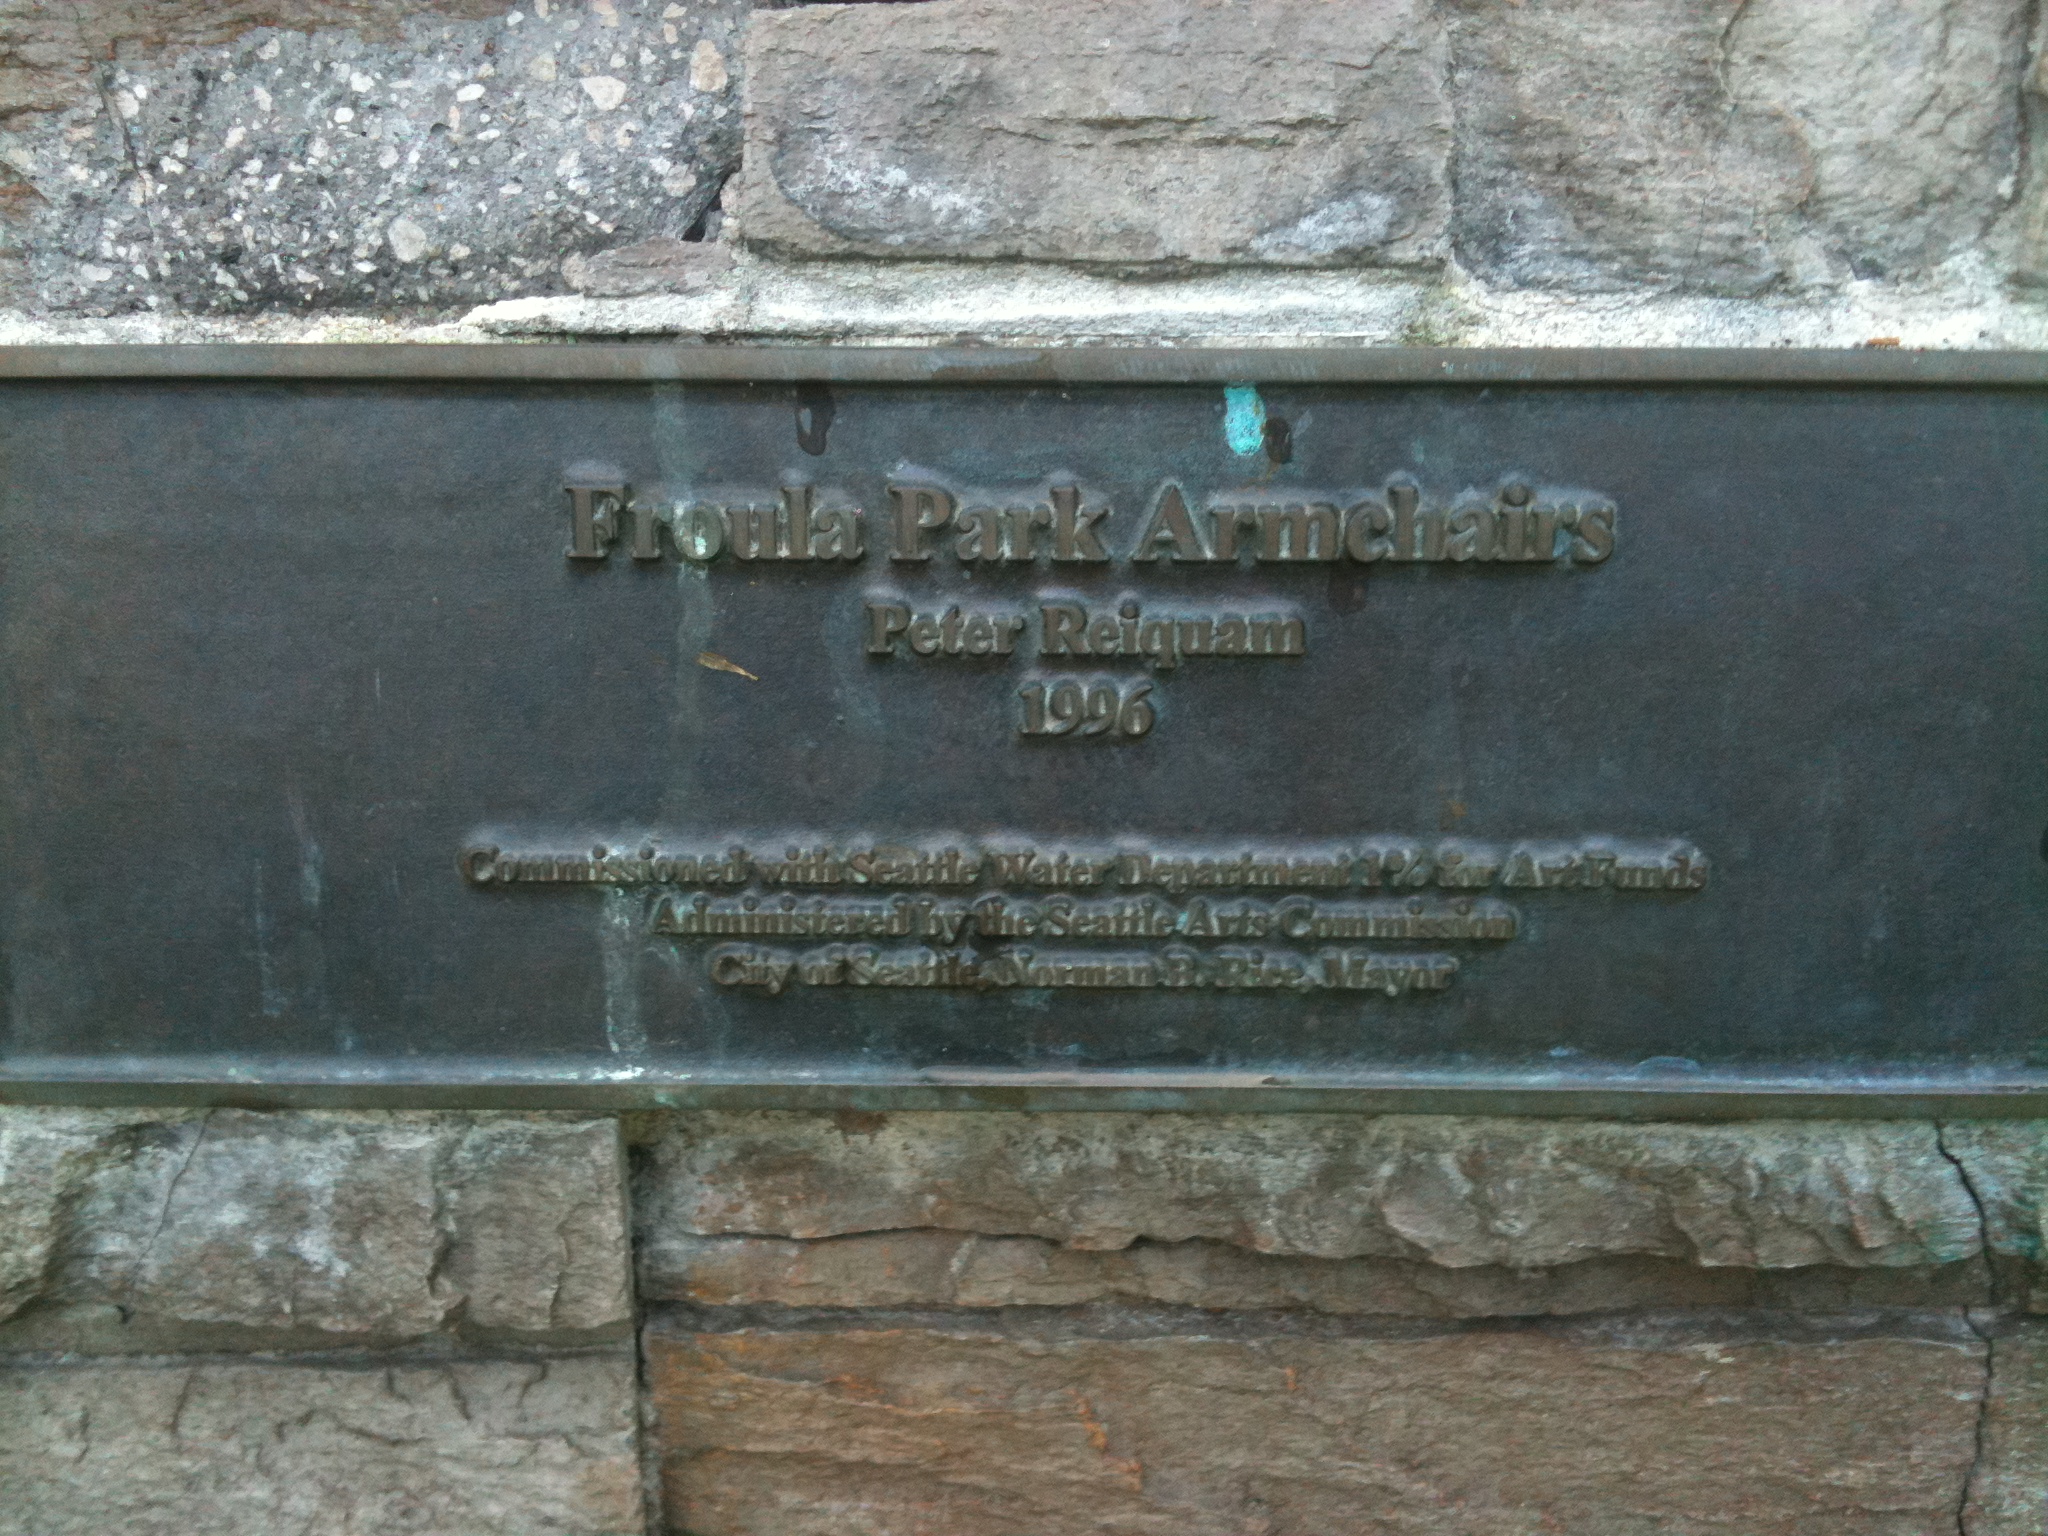 Froula Park Armchairs
Peter Reiquam
1996
Commissioned with Seattle Water Department 1% for Art Funds
Administered by the Seattle Arts Commission
City of Seattle, Norman B. Rice, Mayor